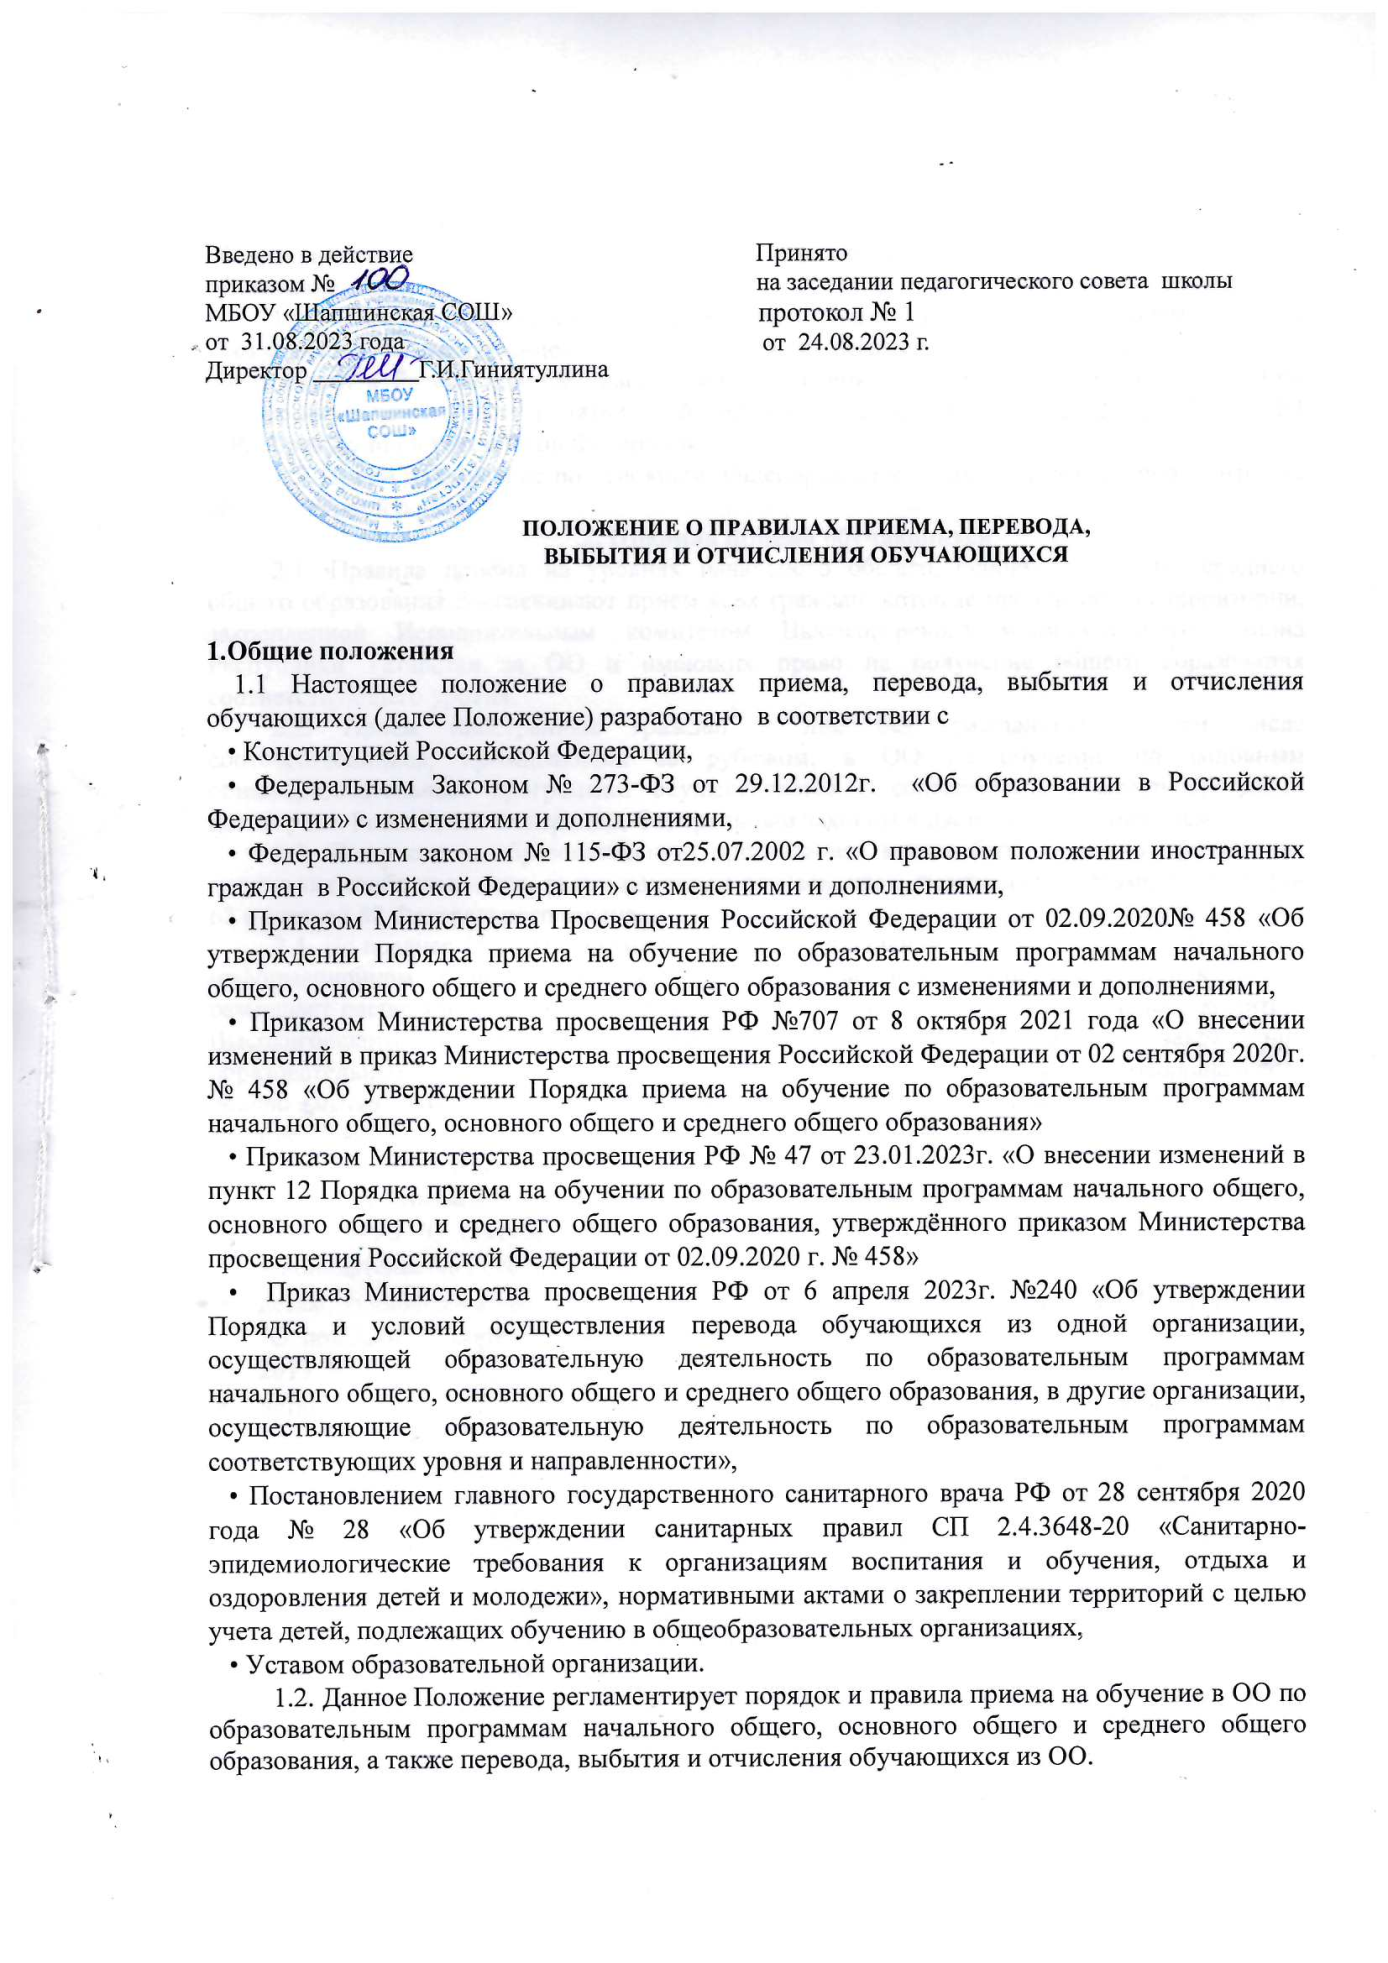 Введено в действие
приказом № 100
МБОУ «Шапшинская СОШ»
от  31.08.2023 года
Директор ________Г.И.Гиниятуллина
Принято
на заседании педагогического совета  школы
протокол № 1
от  24.08.2023 г.
МБОУ
«Шапшинская
СОШ»
ПОЛОЖЕНИЕ О ПРАВИЛАХ ПРИЕМА, ПЕРЕВОДА,
ВЫБЫТИЯ И ОТЧИСЛЕНИЯ ОБУЧАЮЩИХСЯ
1.Общие положения
1.1 Настоящее положение о правилах приема, перевода, выбытия и отчисления
обучающихся (далее Положение) разработано  в соответствии с
• Конституцией Российской Федерации,
• Федеральным Законом № 273-ФЗ от 29.12.2012г.  «Об образовании в Российской
Федерации» с изменениями и дополнениями,
• Федеральным законом № 115-ФЗ от25.07.2002 г. «О правовом положении иностранных
граждан  в Российской Федерации» с изменениями и дополнениями,
• Приказом Министерства Просвещения Российской Федерации от 02.09.2020№ 458 «Об
утверждении Порядка приема на обучение по образовательным программам начального
общего, основного общего и среднего общего образования с изменениями и дополнениями,
• Приказом Министерства просвещения РФ №707 от 8 октября 2021 года «О внесении
изменений в приказ Министерства просвещения Российской Федерации от 02 сентября 2020г.
№ 458 «Об утверждении Порядка приема на обучение по образовательным программам
начального общего, основного общего и среднего общего образования»
• Приказом Министерства просвещения РФ № 47 от 23.01.2023г. «О внесении изменений в
пункт 12 Порядка приема на обучении по образовательным программам начального общего,
основного общего и среднего общего образования, утверждённого приказом Министерства
просвещения Российской Федерации от 02.09.2020 г. № 458»
•  Приказ Министерства просвещения РФ от 6 апреля 2023г. №240 «Об утверждении
Порядка и условий осуществления перевода обучающихся из одной организации,
осуществляющей образовательную деятельность по образовательным программам
начального общего, основного общего и среднего общего образования, в другие организации,
осуществляющие образовательную деятельность по образовательным программам
соответствующих уровня и направленности»,
• Постановлением главного государственного санитарного врача РФ от 28 сентября 2020
года № 28 «Об утверждении санитарных правил СП 2.4.3648-20 «Санитарно-
эпидемиологические требования к организациям воспитания и обучения, отдыха и
оздоровления детей и молодежи», нормативными актами о закреплении территорий с целью
учета детей, подлежащих обучению в общеобразовательных организациях,
• Уставом образовательной организации.
1.2. Данное Положение регламентирует порядок и правила приема на обучение в ОО по
образовательным программам начального общего, основного общего и среднего общего
образования, а также перевода, выбытия и отчисления обучающихся из ОО.